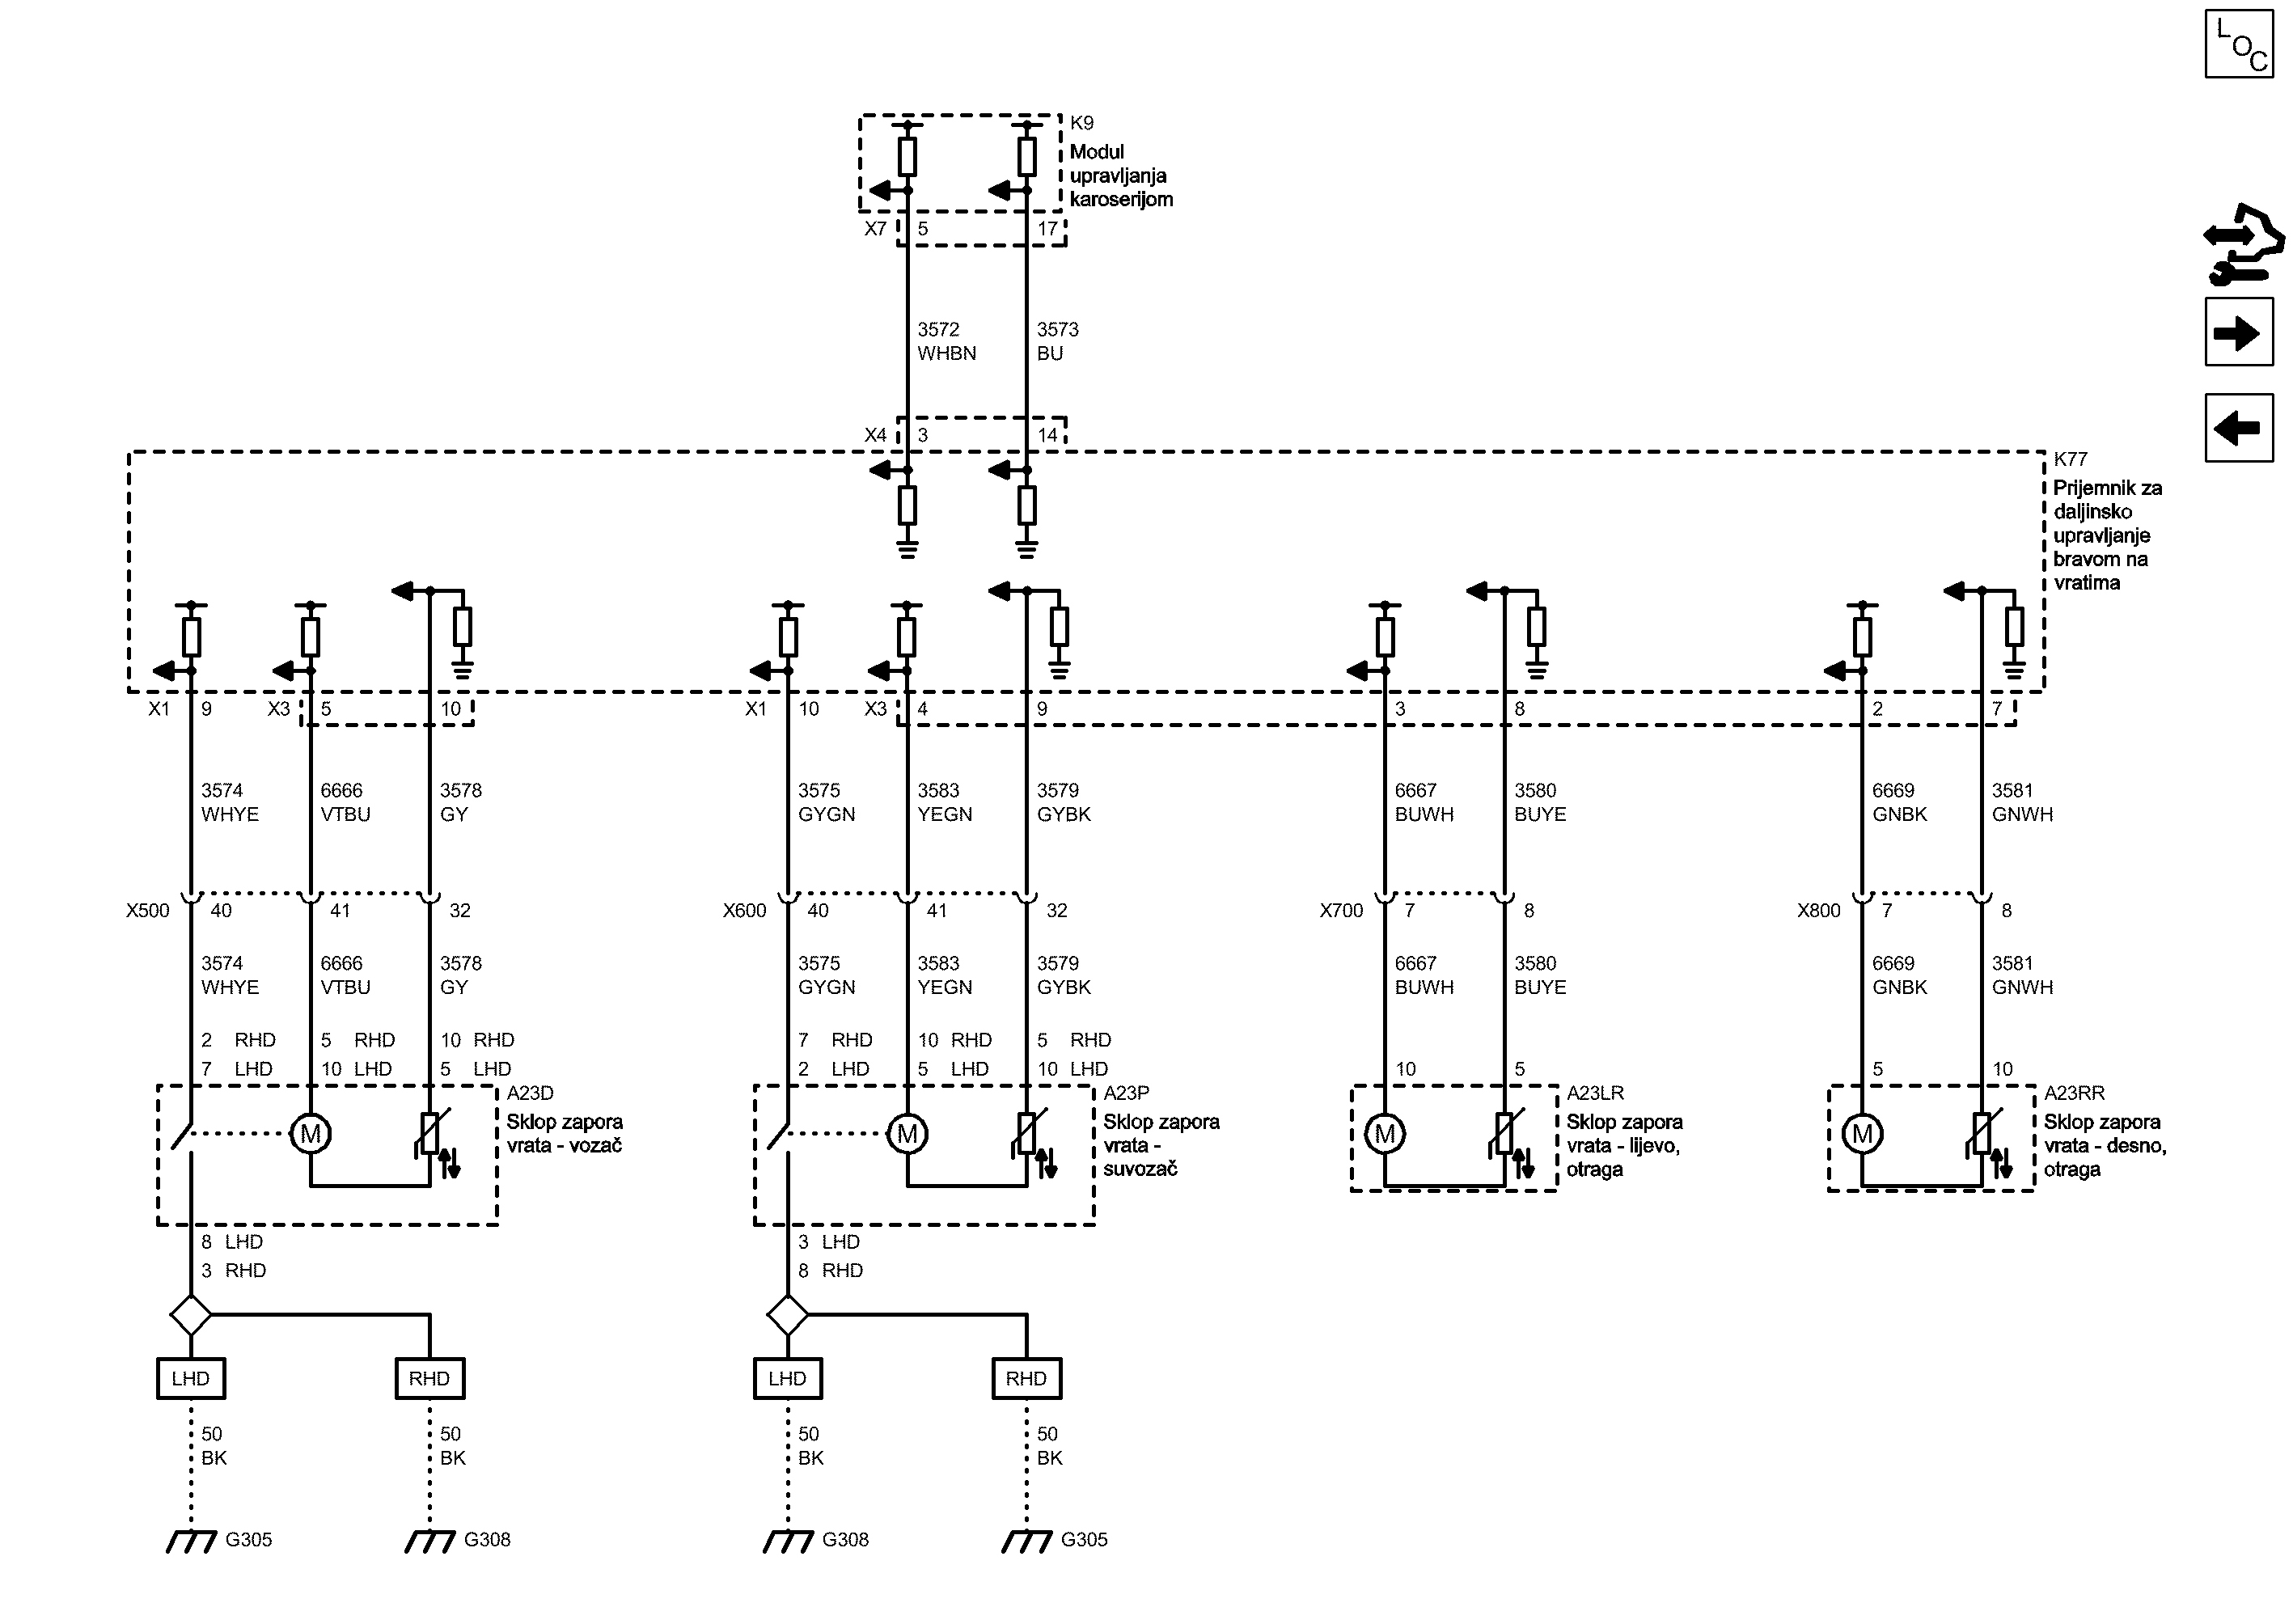 LOC
K9
Modul
upravljanja
karoserijom
X7 5 17
3572 3573
WHBN BU
X4 3 14
K77
Prijemnik za
daljinsko
upravljanje
bravom na
vratima
X1 9 X3 5 10 X1 10 X3 4 9 3 8 2 7
3574 6666 3578 3575 3583 3579 6667 3580 6669 3581
WHYE VTBU GY GYGN YEGN GYBK BUWH BUYE GNBK GNWH
X500 40 41 32 X600 40 41 32 X700 7 8 X800 7 8
3574 6666 3578 3575 3583 3579 6667 3580 6669 3581
WHYE VTBU GY GYGN YEGN GYBK BUWH BUYE GNBK GNWH
2 RHD 5 RHD 10 RHD 7 RHD 10 RHD 5 RHD
7 LHD 10 LHD 5 LHD 2 LHD 5 LHD 10 LHD 10 5 5 10
A23D
Sklop zapora
vrata - vozač
A23P
Sklop zapora
vrata -
suvozač
A23LR
Sklop zapora
vrata - lijevo,
otraga
A23RR
Sklop zapora
vrata - desno,
otraga
M M M M
8 LHD 3 LHD
3 RHD 8 RHD
LHD RHD LHD RHD
50 50 50 50
BK BK BK BK
G305 G308 G308 G305